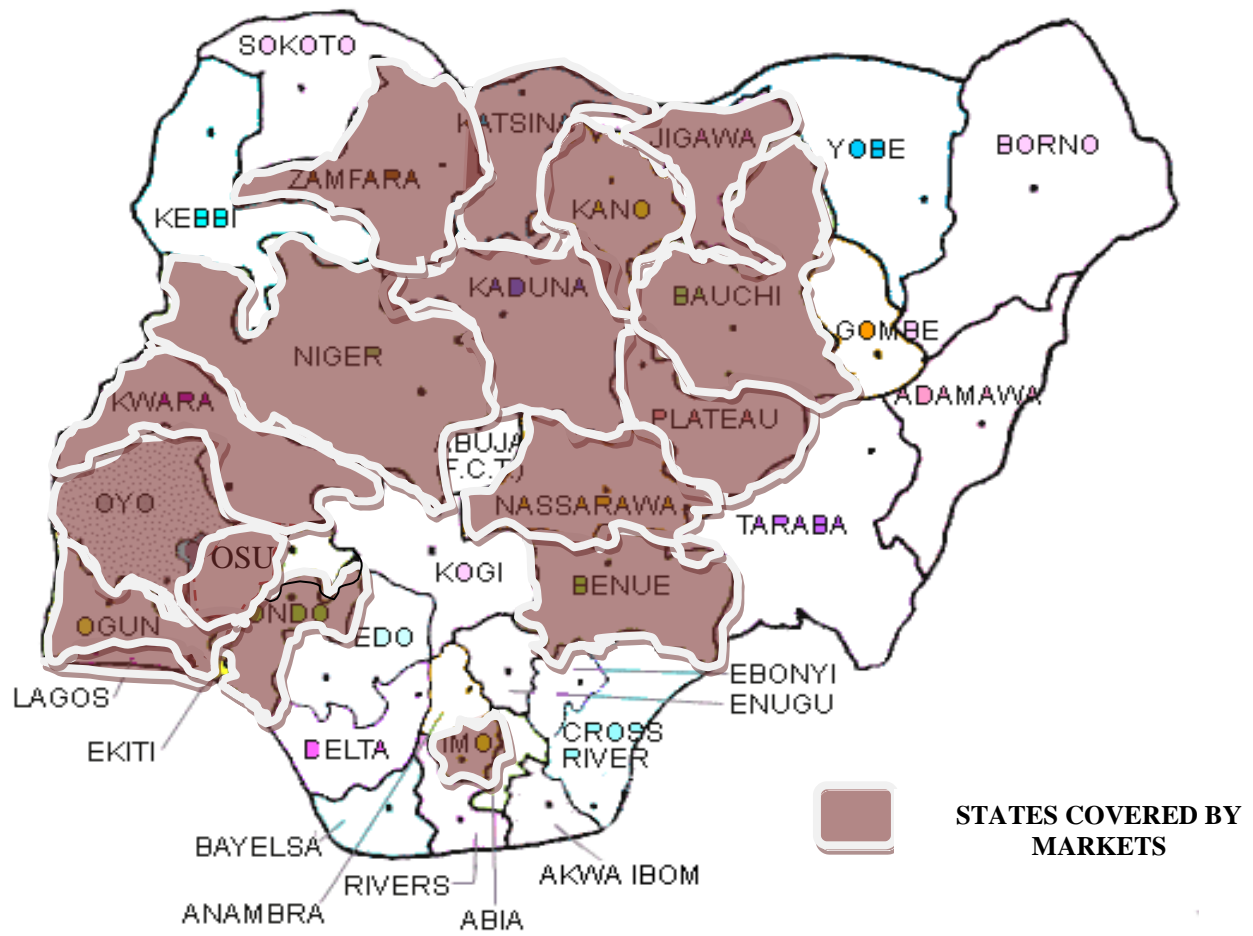 SOKOTO
KATSINA
JIGAWA
YOBE
BORNO
ZAMFARA
KANO
KEBBI
KADUNA
BAUCHI
GOMBE
NIGER
ADAMAWA
KWARA
PLATEAU
ABUJA
(F.C.T.)
OYO
NASSARAWA
TARABA
OSU
KOGI
BENUE
OGUN
ONDO
EDO
EBONYI
LAGOS
ENUGU
CROSS
RIVER
EKITI
DELTA
IMO
STATES COVERED BY
MARKETS
BAYELSA
RIVERS
AKWA IBOM
ANAMBRA
ABIA